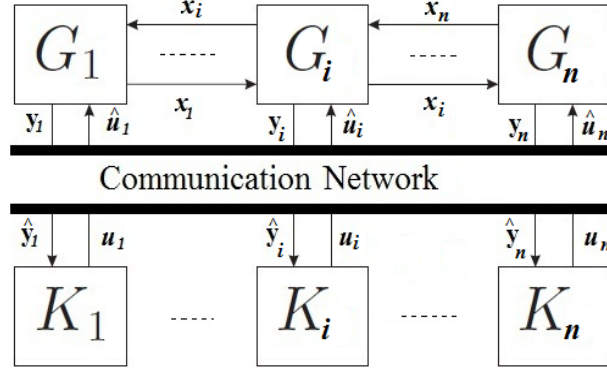 x_i x_n
G_1 ------ G_i ------ G_n
x_1 x_i
y_1 û_1 y_i û_i y_n û_n
Communication Network
ŷ_1 u_1 ŷ_i u_i ŷ_n u_n
K_1 ------ K_i ------ K_n